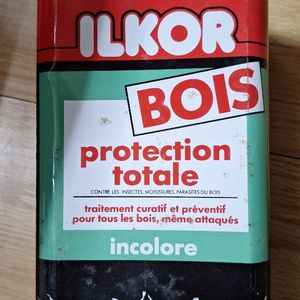 ILKOR
BOIS
protection
totale
CONTRE LES INSECTES, MOISISSURES, PARASITES DU BOIS
traitement curatif et préventif
pour tous les bois, même attaqués
incolore